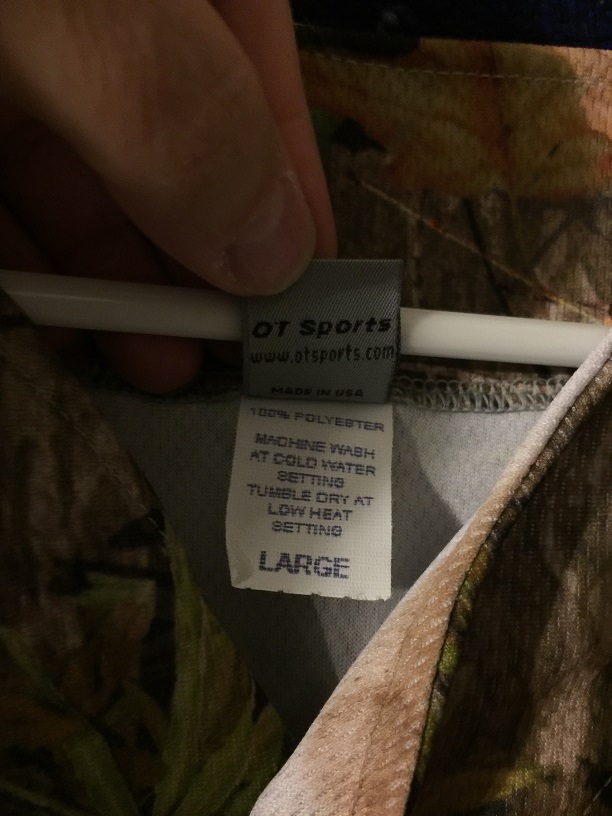 OT Sports
www.otsports.com
MADE IN USA
100% POLYESTER
MACHINE WASH
AT COLD WATER
SETTING
TUMBLE DRY AT
LOW HEAT
SETTING
LARGE